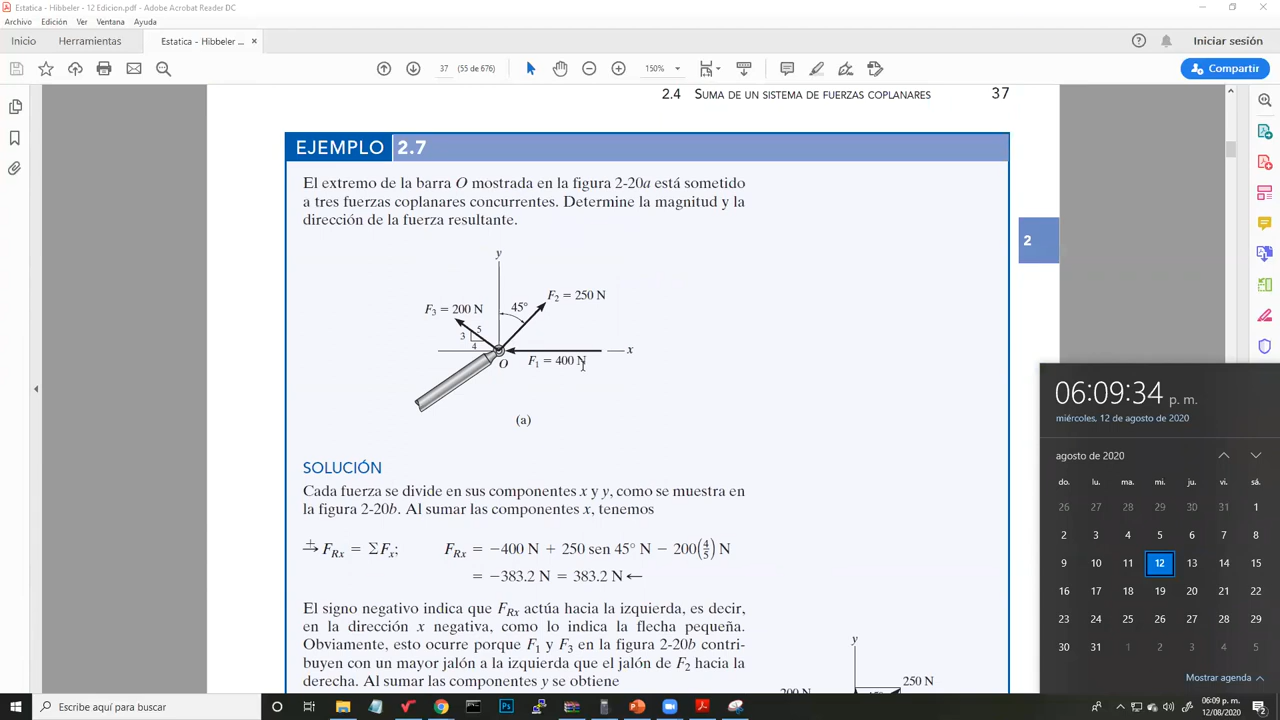 Estatica - Hibbeler - 12 Edicion.pdf - Adobe Acrobat Reader DC
Archivo Edición Ver Ventana Ayuda
Inicio Herramientas Estatica - Hibbeler ... × Iniciar sesión
37 (55 de 676) 150% Compartir
2.4 SUMA DE UN SISTEMA DE FUERZAS COPLANARES 37
EJEMPLO 2.7
El extremo de la barra O mostrada en la figura 2-20a está sometido
a tres fuerzas coplanares concurrentes. Determine la magnitud y la
dirección de la fuerza resultante.
2
y
F2 = 250 N
F3 = 200 N 45°
5
3
4
x
O F1 = 400 N
(a)
SOLUCIÓN
Cada fuerza se divide en sus componentes x y y, como se muestra en
la figura 2-20b. Al sumar las componentes x, tenemos
+→ FRx = ΣFx; FRx = −400 N + 250 sen 45° N − 200(4/5) N
= −383.2 N = 383.2 N ←
El signo negativo indica que FRx actúa hacia la izquierda, es decir,
en la dirección x negativa, como lo indica la flecha pequeña.
Obviamente, esto ocurre porque F1 y F3 en la figura 2-20b contri-
buyen con un mayor jalón a la izquierda que el jalón de F2 hacia la
derecha. Al sumar las componentes y se obtiene
y
250 N
200 N
06:09:34 p. m.
miércoles, 12 de agosto de 2020
agosto de 2020
do. lu. ma. mi. ju. vi. sá.
26 27 28 29 30 31 1
2 3 4 5 6 7 8
9 10 11 12 13 14 15
16 17 18 19 20 21 22
23 24 25 26 27 28 29
30 31 1 2 3 4 5
Mostrar agenda
Escribe aquí para buscar
06:09 p. m.
12/08/2020
2